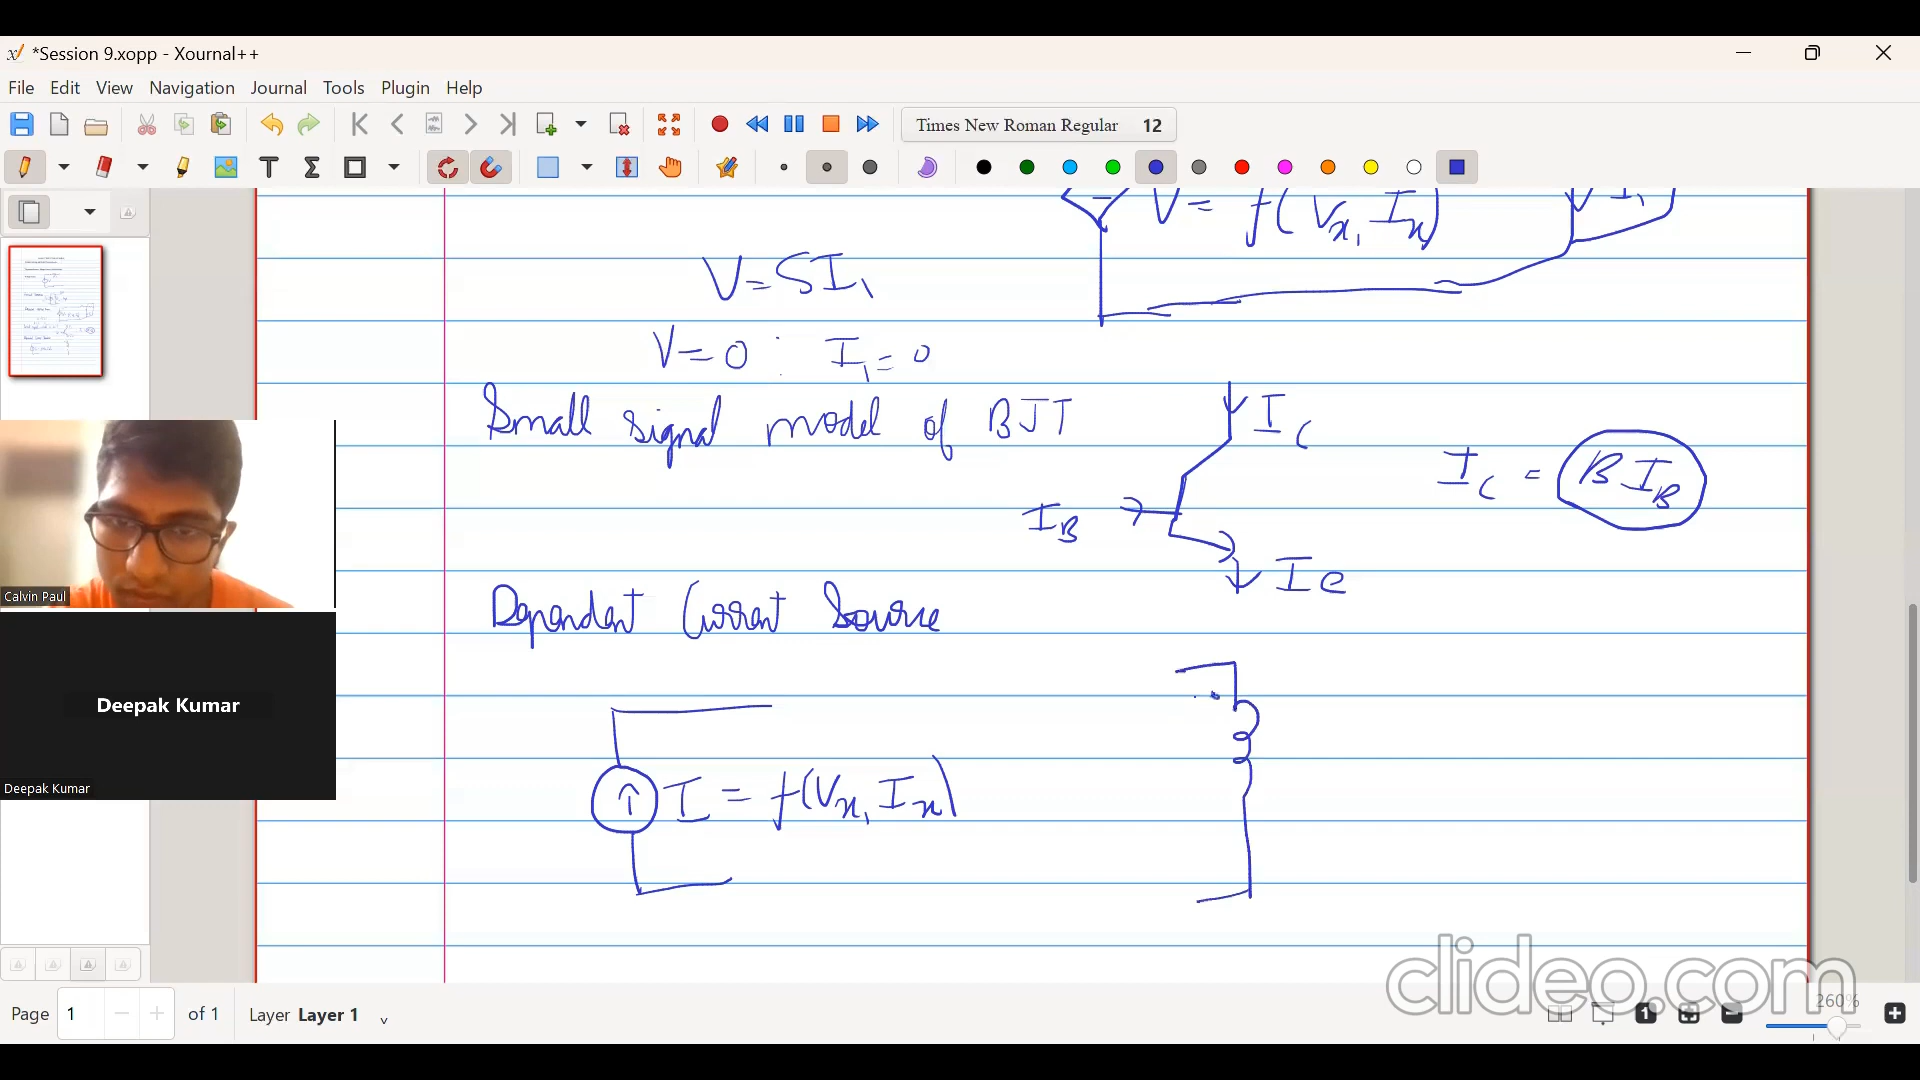 *Session 9.xopp - Xournal++
File Edit View Navigation Journal Tools Plugin Help
Times New Roman Regular 12
V = f(Vx, Ix) I1
V = 5I1
V = 0 : I1 = 0
Small signal model of BJT
IC
IC = βIB
IB
Ie
Dependent Current Source
I = f(Vx, Ix)
Calvin Paul
Deepak Kumar
Deepak Kumar
clideo.com
Page 1 of 1 Layer Layer 1 260%